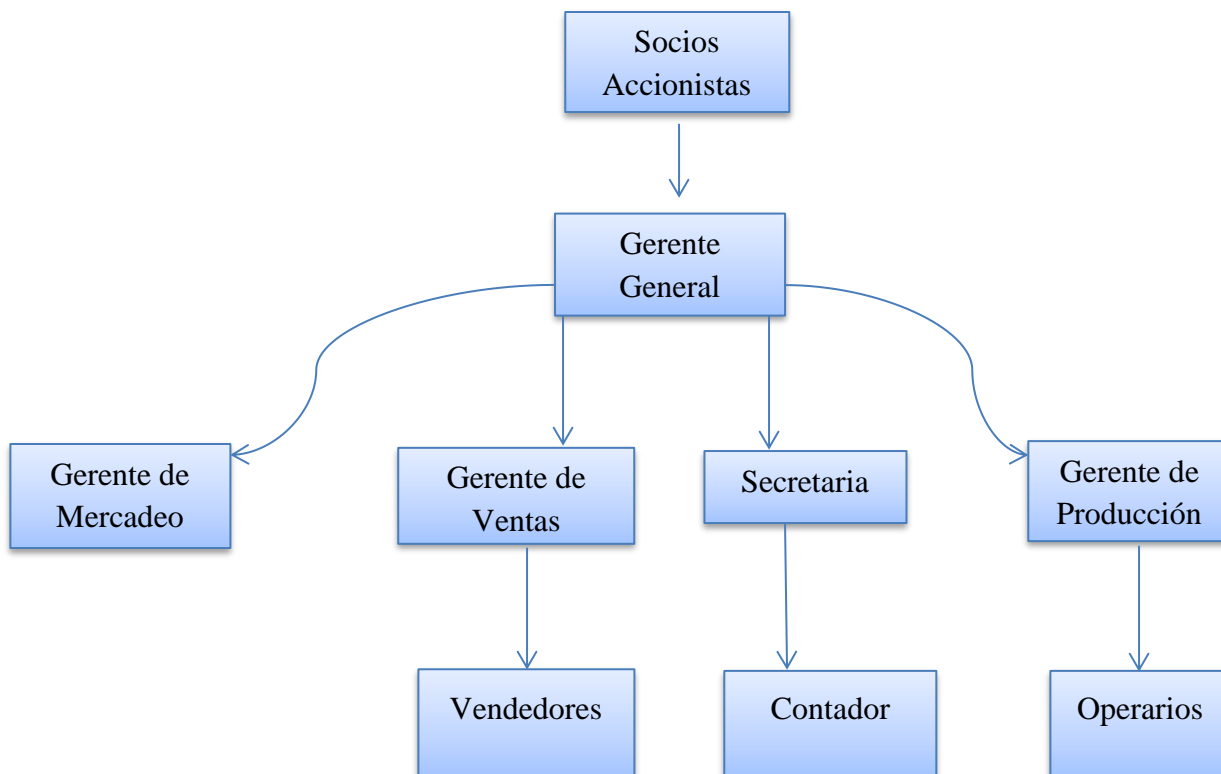 Socios
Accionistas
Gerente
General
Gerente de
Mercadeo
Gerente de
Ventas
Secretaria
Gerente de
Producción
Vendedores
Contador
Operarios